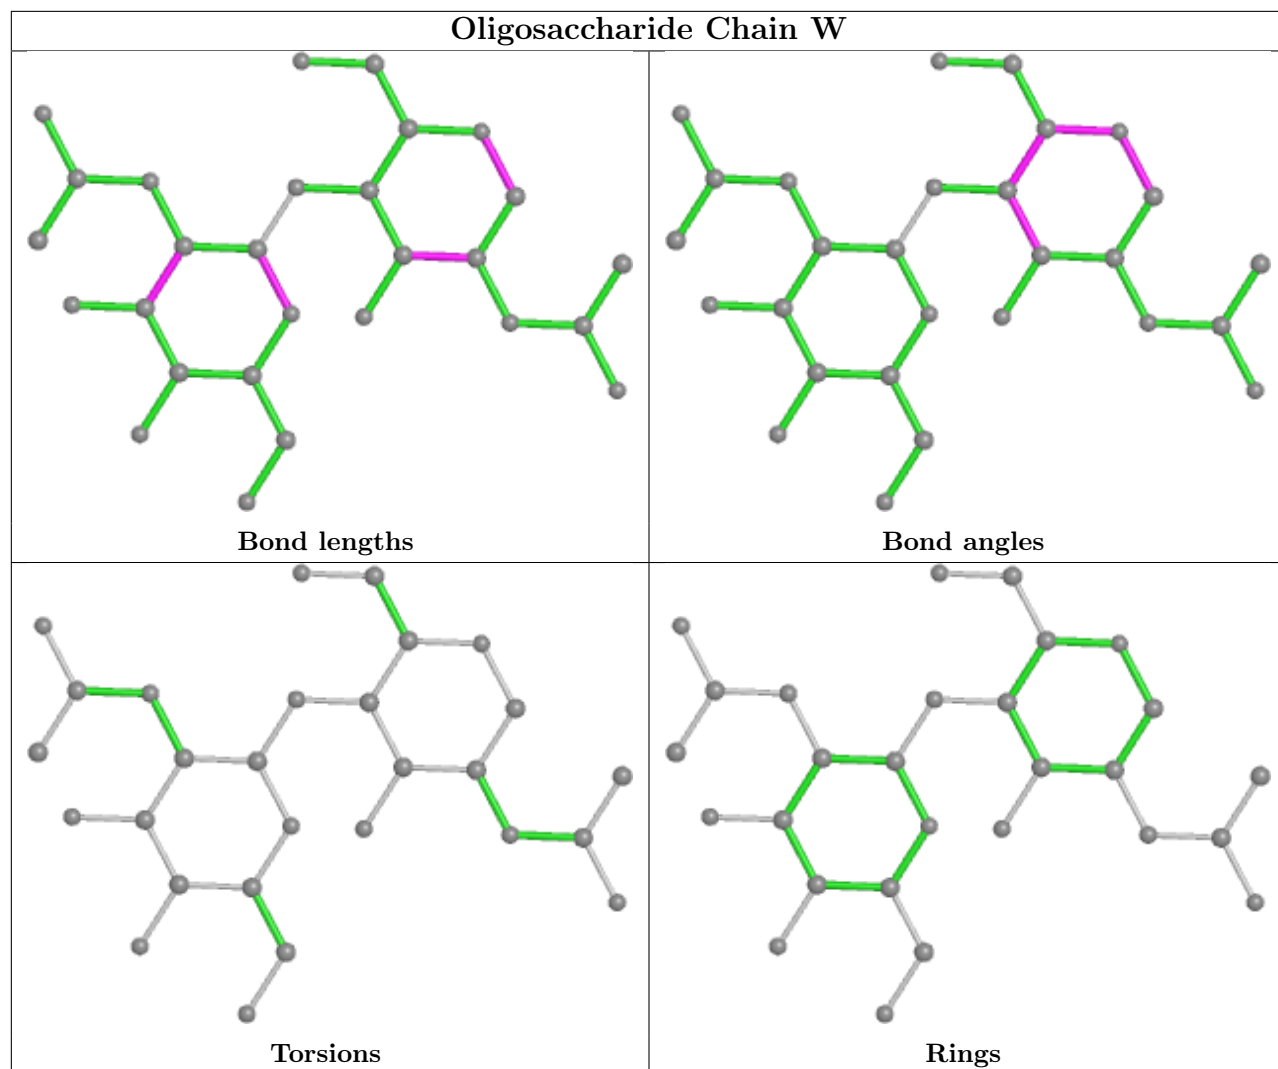 Oligosaccharide Chain W
Bond lengths
Bond angles
Torsions
Rings